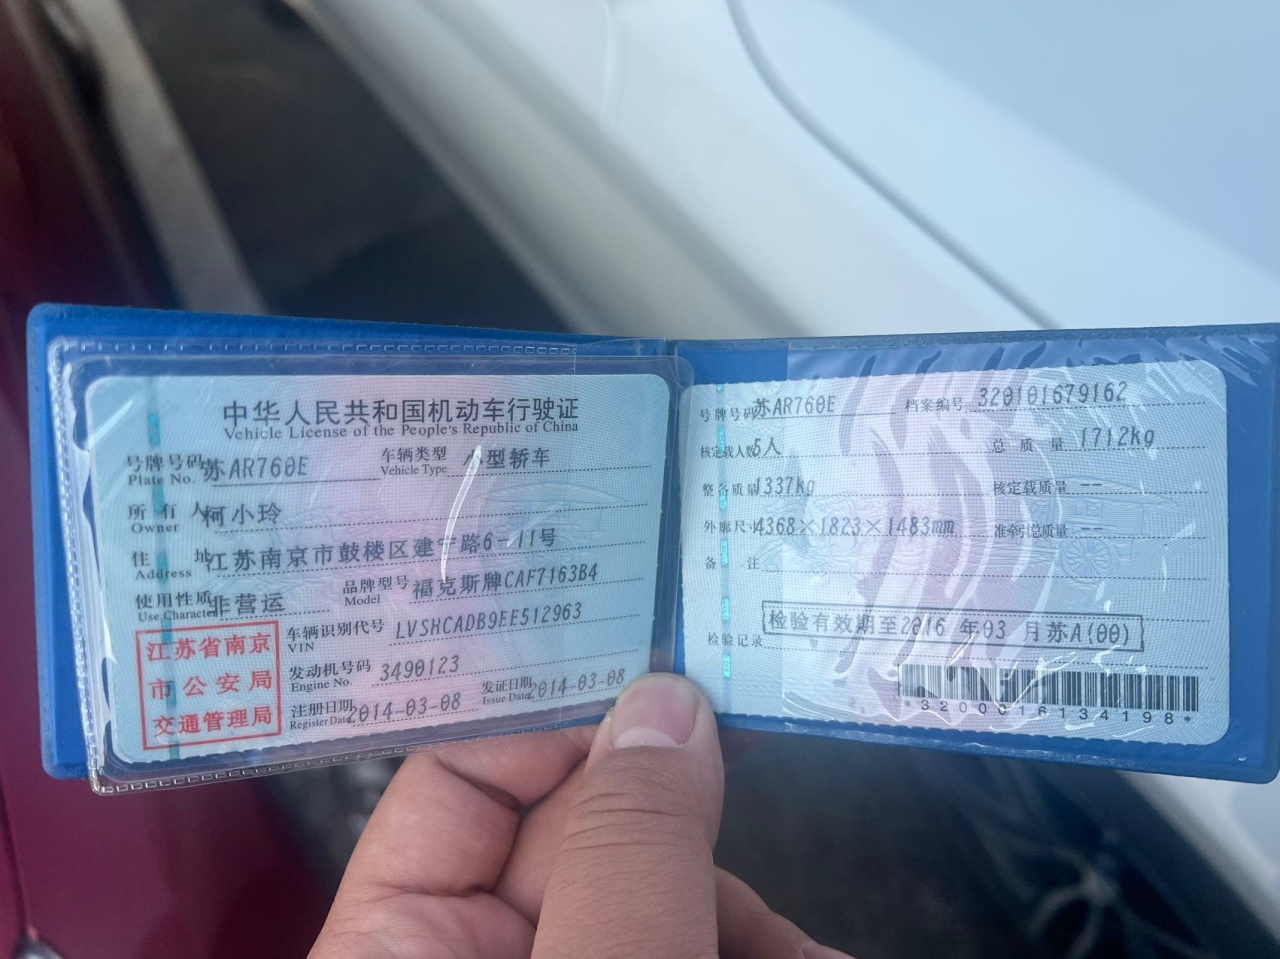 中华人民共和国机动车行驶证
Vehicle License of the People's Republic of China
号牌号码 苏AR760E 车辆类型 小型轿车
Plate No. Vehicle Type
所有人 柯小玲
Owner
住址 江苏南京市鼓楼区建宁路6-11号
Address
使用性质 非营运 品牌型号 福克斯牌CAF7163B4
Use Character Model
车辆识别代号 LVSHCADB9EE512963
VIN
发动机号码 3490123
Engine No.
注册日期 2014-03-08 发证日期 2014-03-08
Register Date Issue Date
江苏省南京
市公安局
交通管理局
号牌号码 苏AR760E 档案编号 320101679162
核定载人数 5人 总质量 1712kg
整备质量 1337kg 核定载质量 --
外廓尺寸 4368×1823×1483mm 准牵引总质量 --
备注
检验记录 检验有效期至2016年03月苏A(00)
*3200016134198*